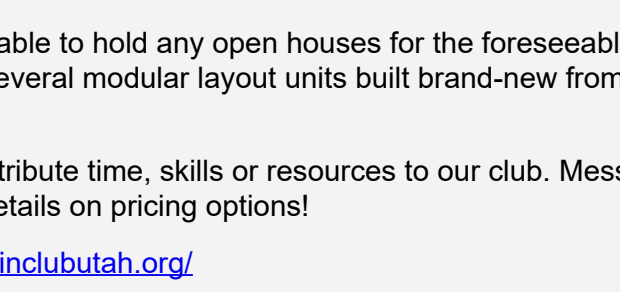 able to hold any open houses for the foreseeabl
everal modular layout units built brand-new from
tribute time, skills or resources to our club. Mess
etails on pricing options!
inclubutah.org/